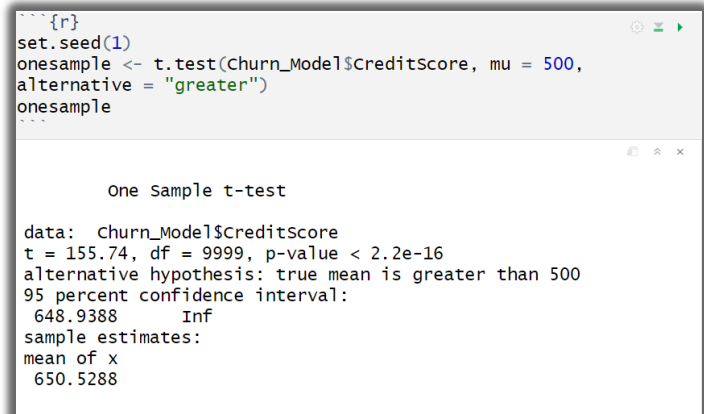 ```{r}
set.seed(1)
onesample <- t.test(Churn_Model$CreditScore, mu = 500,
alternative = "greater")
onesample
```
One Sample t-test
data:  Churn_Model$CreditScore
t = 155.74, df = 9999, p-value < 2.2e-16
alternative hypothesis: true mean is greater than 500
95 percent confidence interval:
648.9388      Inf
sample estimates:
mean of x
650.5288